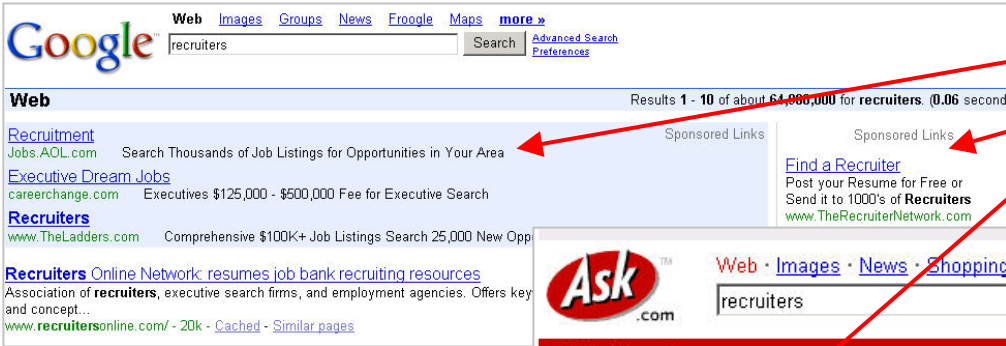 Google™
Web Images Groups News Froogle Maps more »
recruiters Search Advanced Search
Preferences
Web Results 1 - 10 of about 64,000,000 for recruiters. (0.06 second
Sponsored Links
Recruitment
Jobs.AOL.com Search Thousands of Job Listings for Opportunities in Your Area
Executive Dream Jobs
careerchange.com Executives $125,000 - $500,000 Fee for Executive Search
Recruiters
www.TheLadders.com Comprehensive $100K+ Job Listings Search 25,000 New Opp
Sponsored Links
Find a Recruiter
Post your Resume for Free or
Send it to 1000's of Recruiters
www.TheRecruiterNetwork.com
Recruiters Online Network: resumes job bank recruiting resources
Association of recruiters, executive search firms, and employment agencies. Offers key
and concept...
www.recruitersonline.com/ - 20k - Cached - Similar pages
Ask™
.com
Web · Images · News · Shopping
recruiters